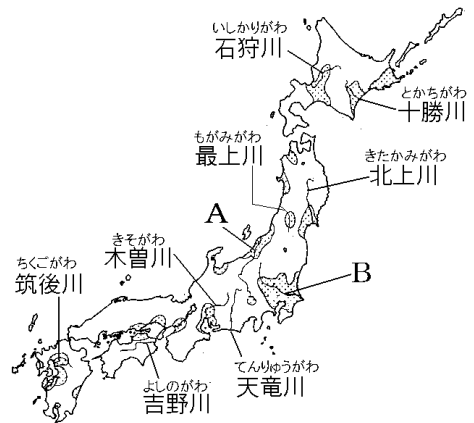 いしかりがわ
石狩川
とかちがわ
十勝川
もがみがわ
最上川
きたかみがわ
北上川
A
きそがわ
木曽川
ちくごがわ
筑後川
B
てんりゅうがわ
天竜川
よしのがわ
吉野川